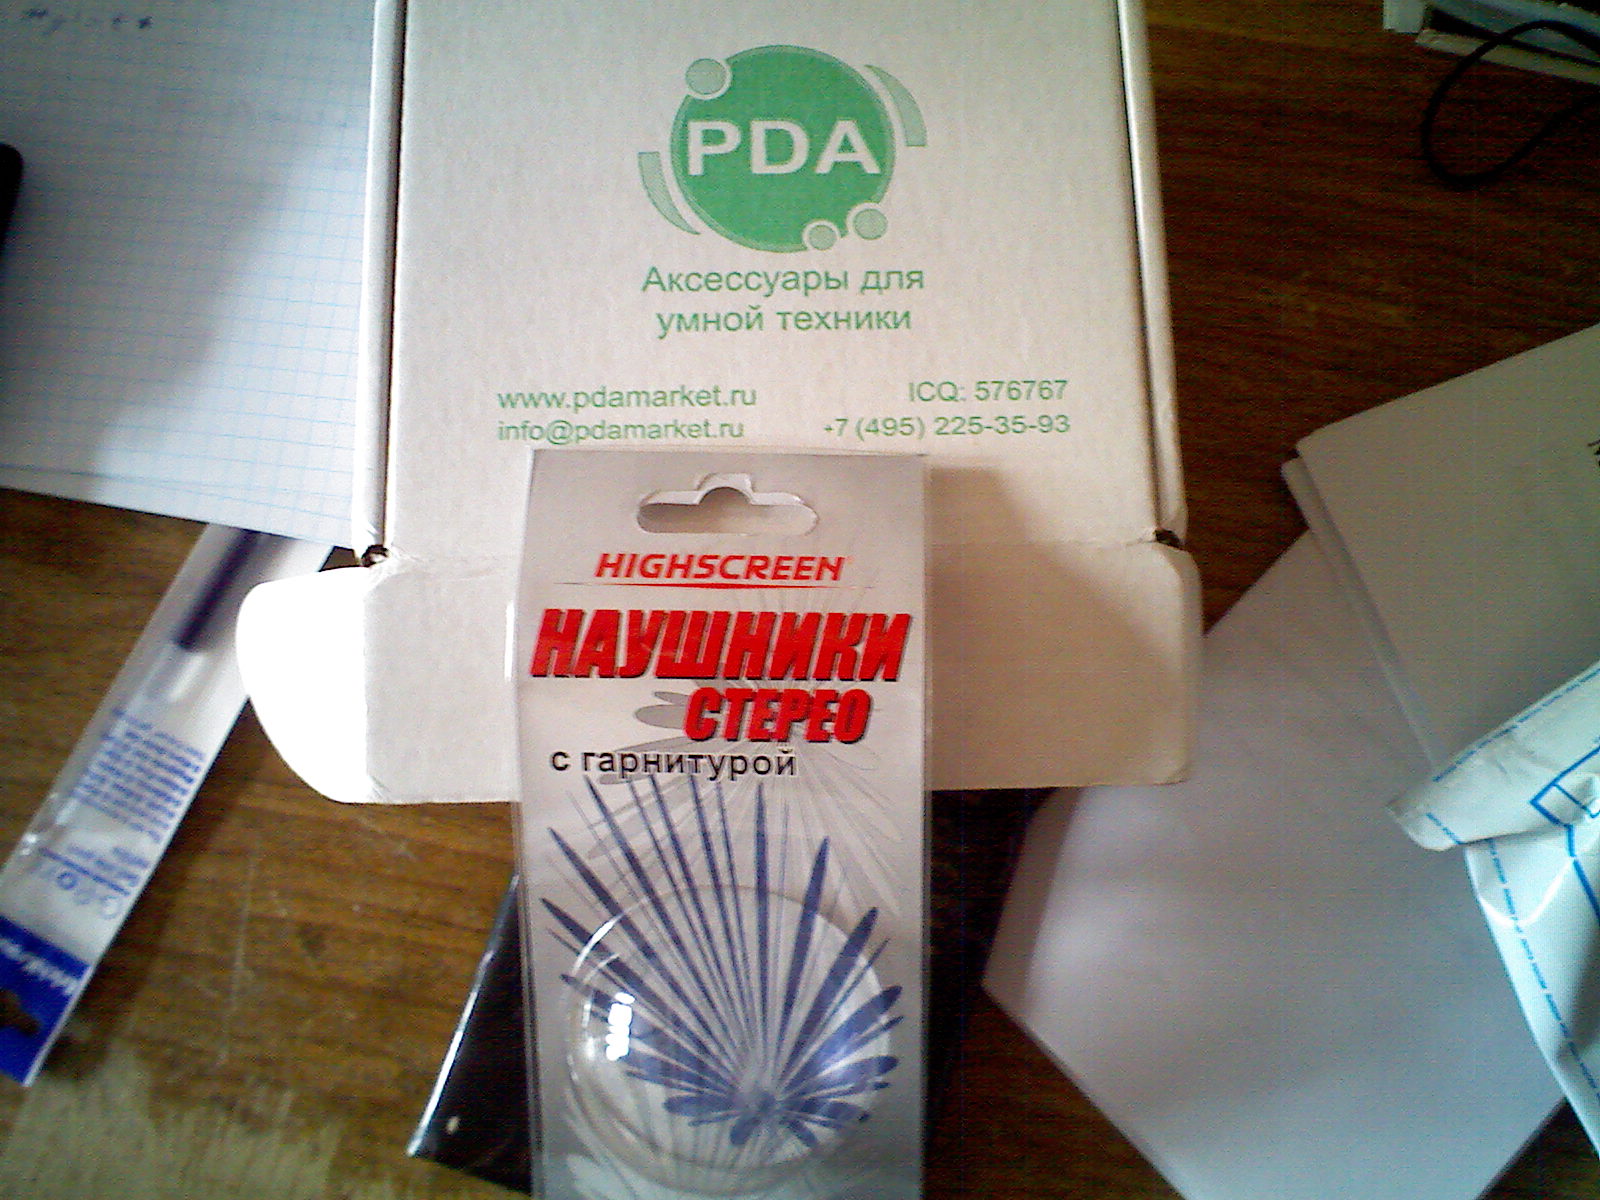 PDA
Аксессуары для
умной техники
www.pdamarket.ru
ICQ: 576767
info@pdamarket.ru
+7 (495) 225-35-93
HIGHSCREEN
НАУШНИКИ
СТЕРЕО
с гарнитурой